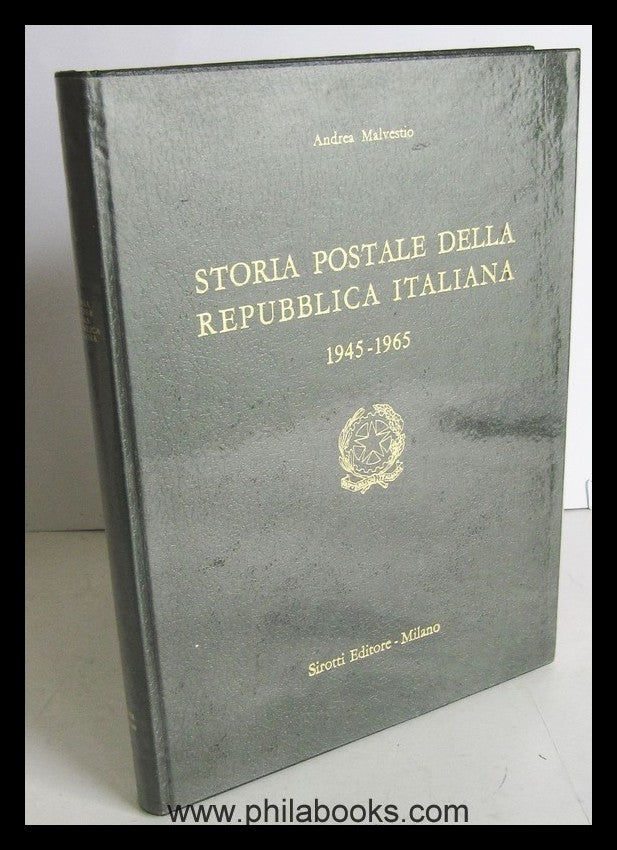 Andrea Malvestio
STORIA POSTALE DELLA
REPUBBLICA ITALIANA
1945-1965
Sirotti Editore - Milano
www.philabooks.com